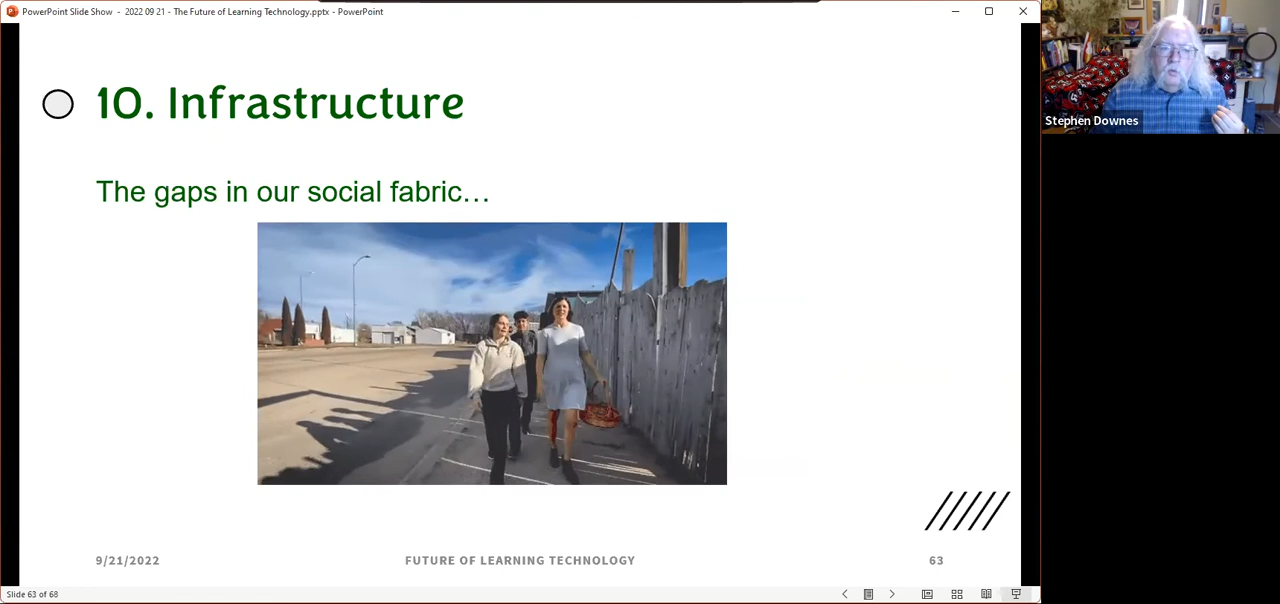 PowerPoint Slide Show - 2022 09 21 - The Future of Learning Technology.pptx - PowerPoint
10. Infrastructure
The gaps in our social fabric…
9/21/2022
FUTURE OF LEARNING TECHNOLOGY
63
Slide 63 of 68
Stephen Downes